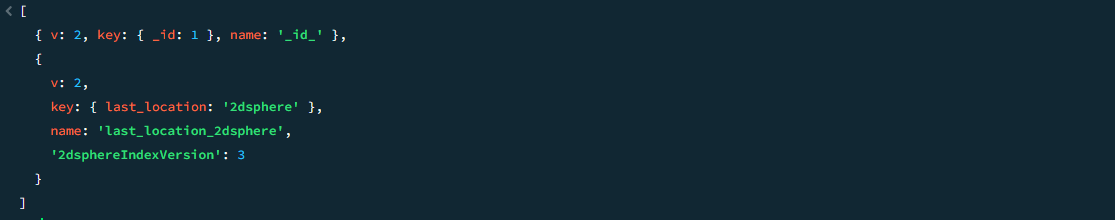 [
{ v: 2, key: { _id: 1 }, name: '_id_' },
{
v: 2,
key: { last_location: '2dsphere' },
name: 'last_location_2dsphere',
'2dsphereIndexVersion': 3
}
]